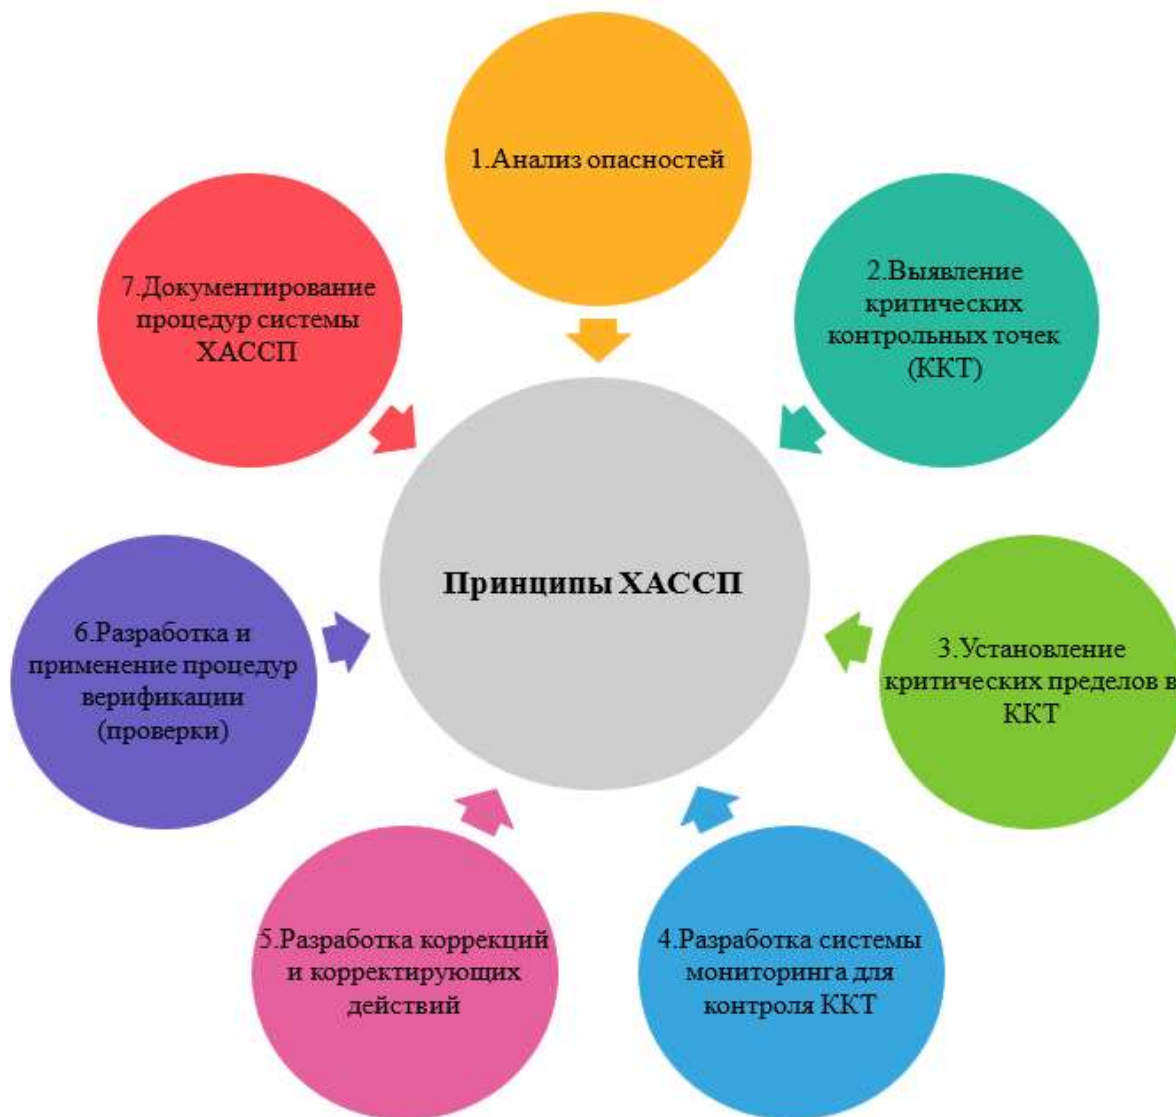 1.Анализ опасностей
2.Выявление
критических
контрольных точек
(ККТ)
3.Установление
критических пределов в
ККТ
4.Разработка системы
мониторинга для
контроля ККТ
5.Разработка коррекций
и корректирующих
действий
6.Разработка и
применение процедур
верификации
(проверки)
7.Документирование
процедур системы
ХАССП
Принципы ХАССП